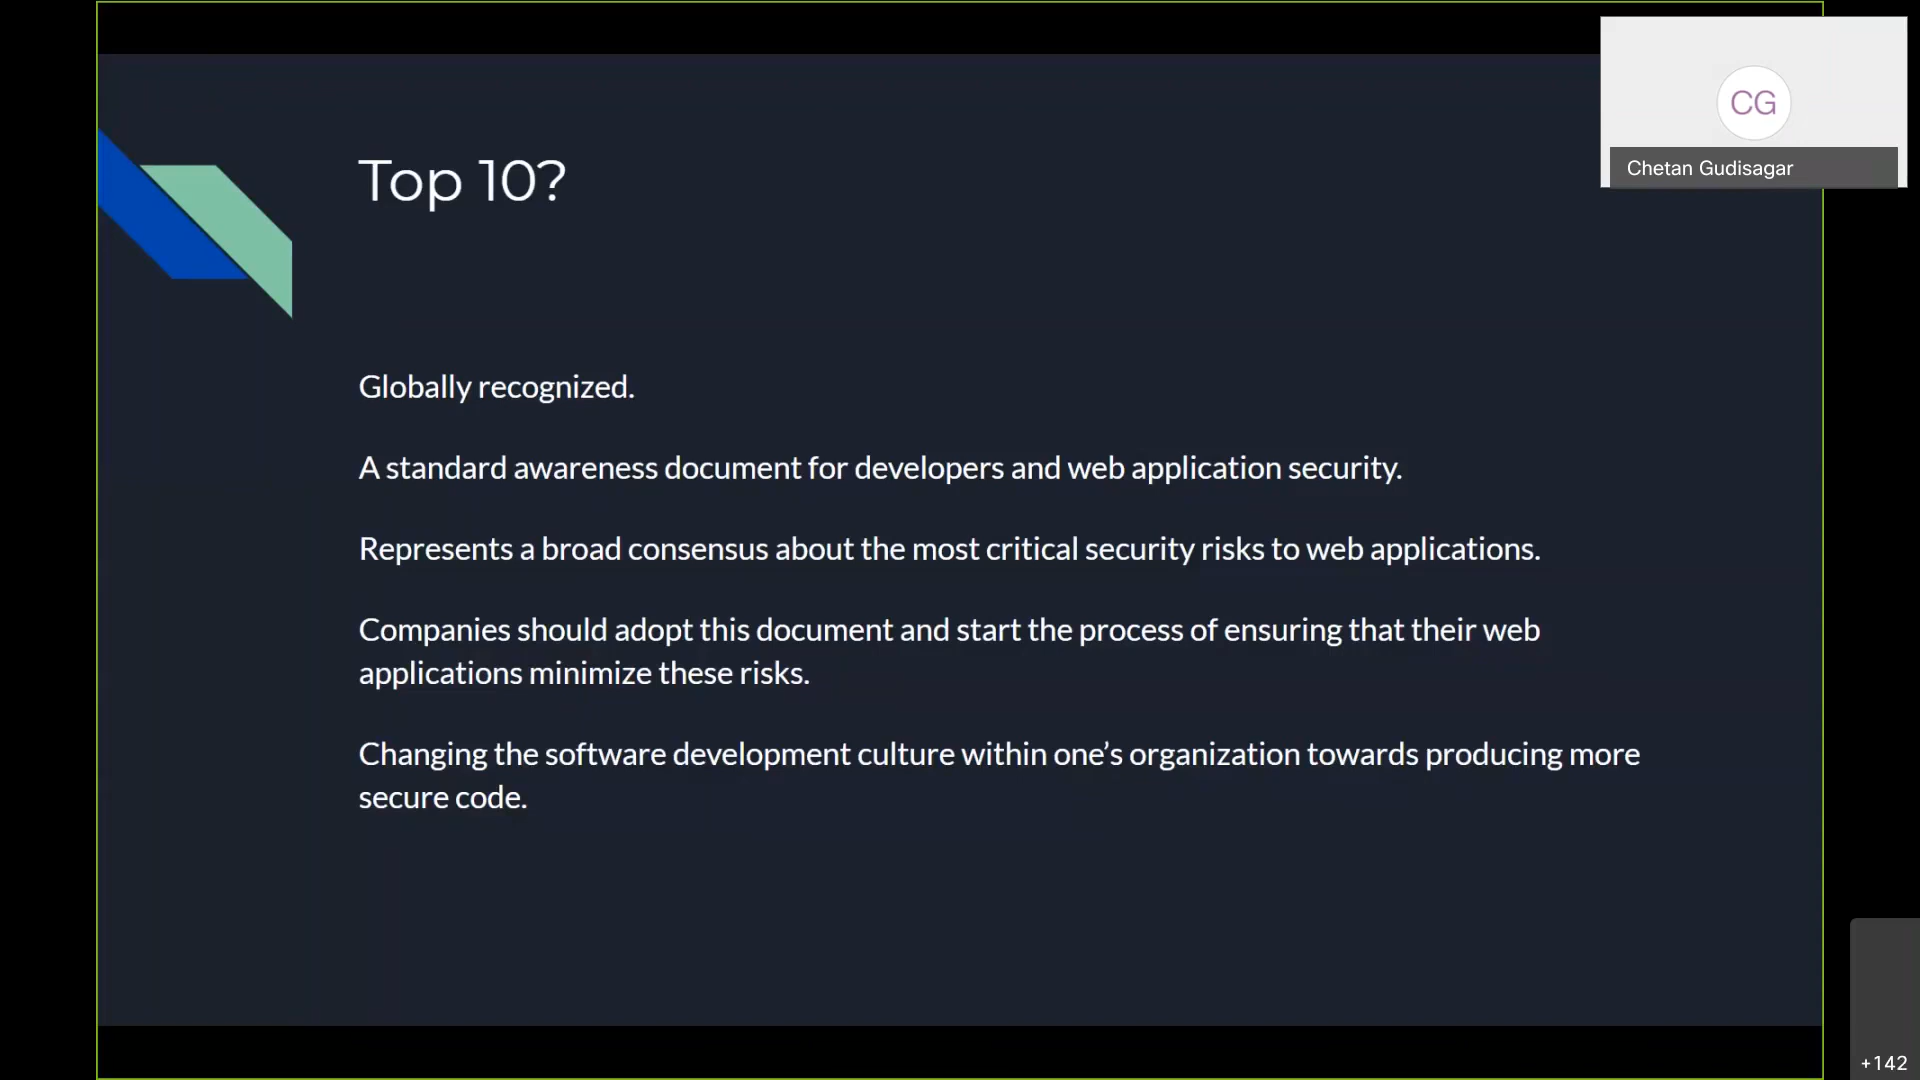 CG
Chetan Gudisagar
Top 10?
Globally recognized.
A standard awareness document for developers and web application security.
Represents a broad consensus about the most critical security risks to web applications.
Companies should adopt this document and start the process of ensuring that their web
applications minimize these risks.
Changing the software development culture within one’s organization towards producing more
secure code.
+142